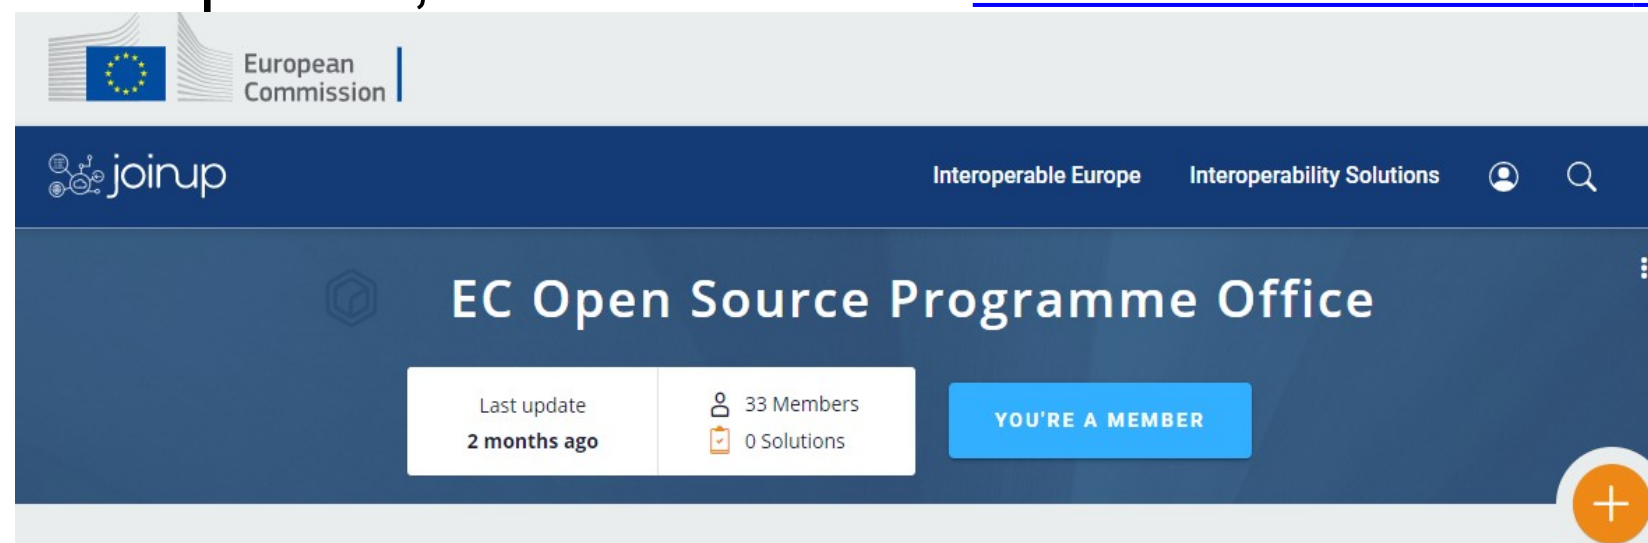 European
Commission
joinup
Interoperable Europe Interoperability Solutions
EC Open Source Programme Office
Last update
2 months ago
33 Members
0 Solutions
YOU'RE A MEMBER